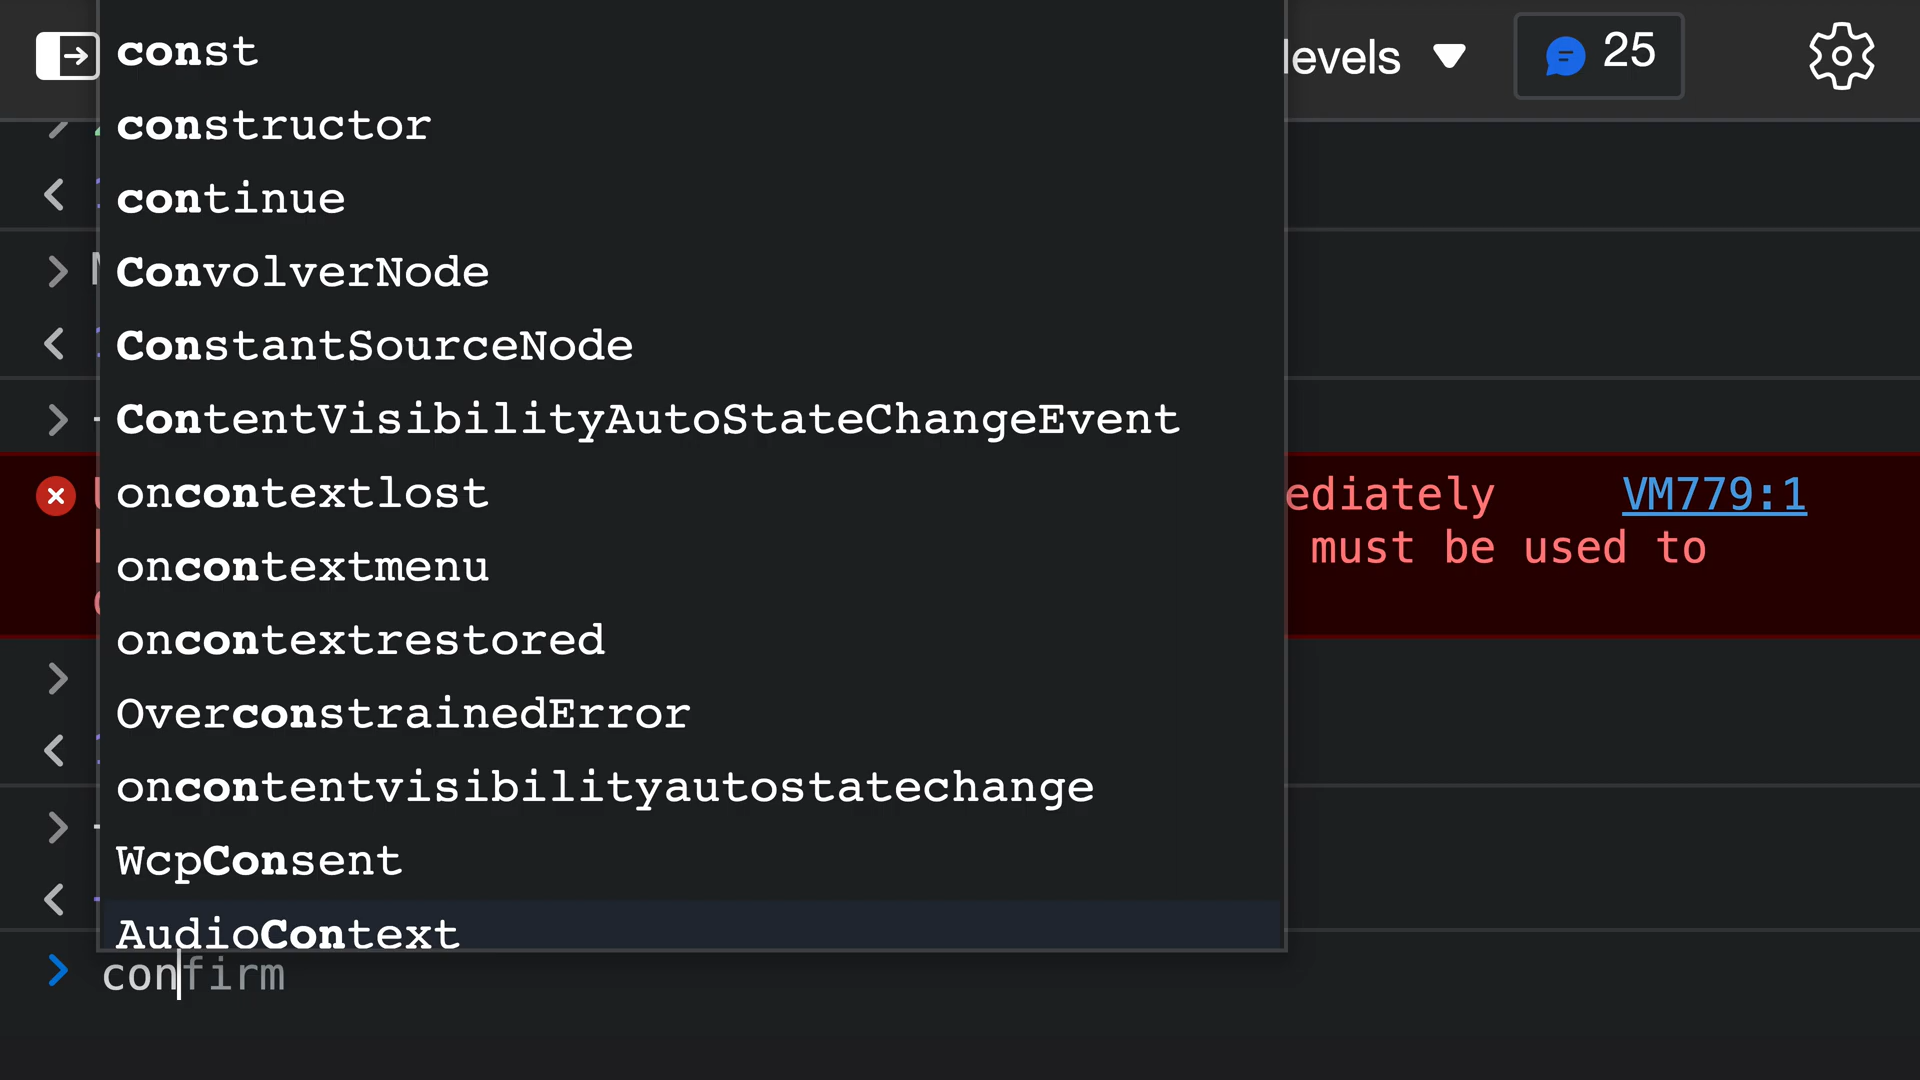 const
levels
25
constructor
continue
ConvolverNode
ConstantSourceNode
ContentVisibilityAutoStateChangeEvent
oncontextlost
ediately
VM779:1
oncontextmenu
must be used to
oncontextrestored
OverconstrainedError
oncontentvisibilityautostatechange
WcpConsent
AudioContext
confirm